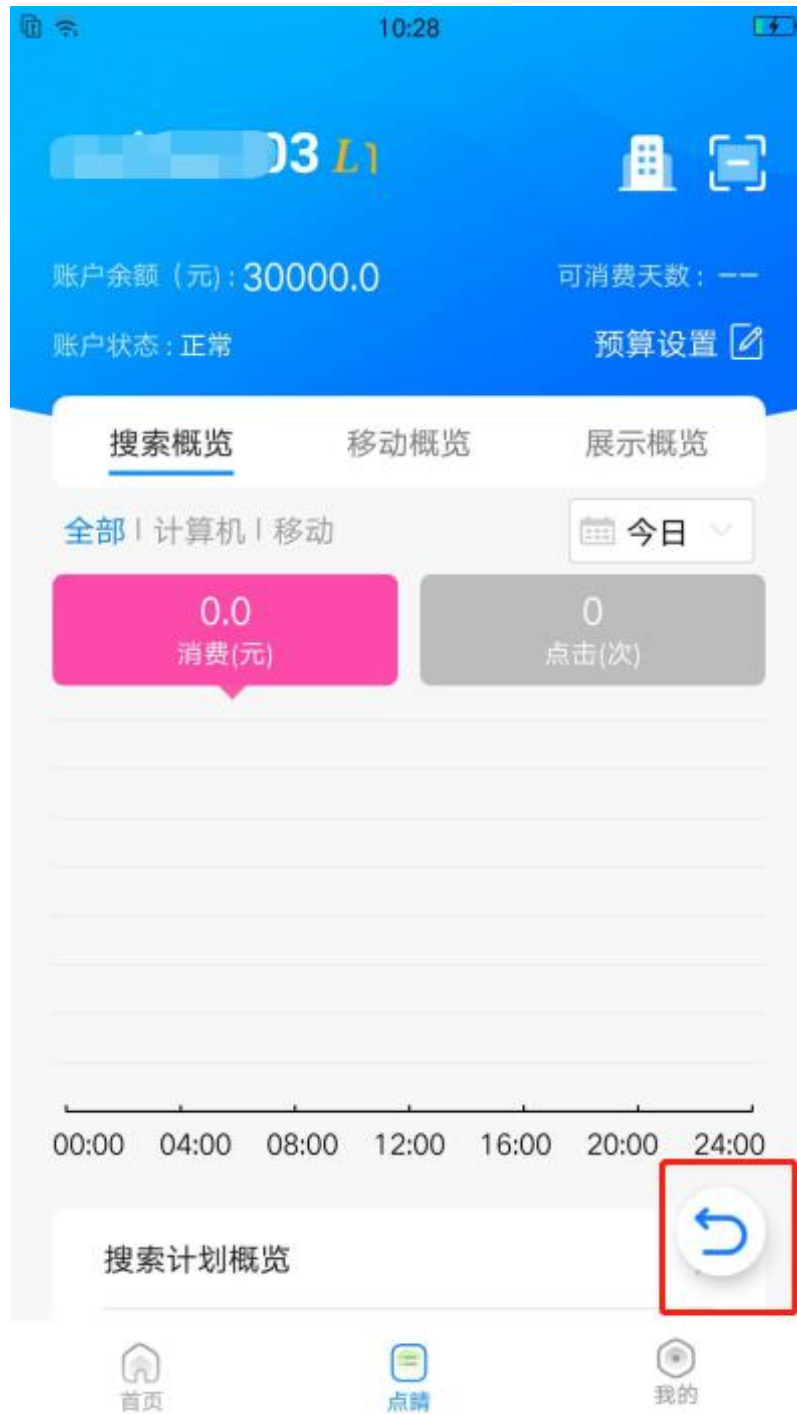 10:28
03 L1
账户余额（元）: 30000.0 可消费天数: --
账户状态: 正常 预算设置
搜索概览 移动概览 展示概览
全部 | 计算机 | 移动 今日
0.0 0
消费(元) 点击(次)
00:00 04:00 08:00 12:00 16:00 20:00 24:00
搜索计划概览
首页 点睛 我的